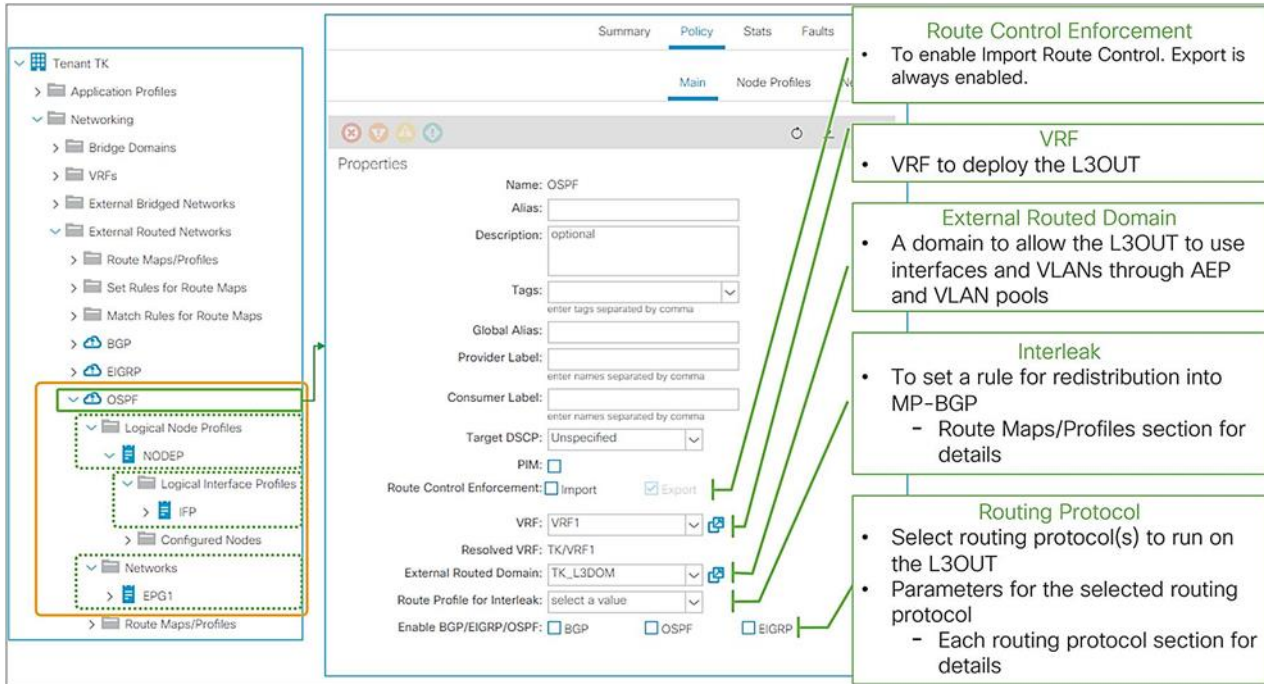 Tenant TK
Application Profiles
Networking
Bridge Domains
VRFs
External Bridged Networks
External Routed Networks
Route Maps/Profiles
Set Rules for Route Maps
Match Rules for Route Maps
BGP
EIGRP
OSPF
Logical Node Profiles
NODEP
Logical Interface Profiles
IFP
Configured Nodes
Networks
EPG1
Route Maps/Profiles
Summary Policy Stats Faults
Main Node Profiles
Properties
Name: OSPF
Alias:
Description: optional
Tags:
enter tags separated by comma
Global Alias:
Provider Label:
enter names separated by comma
Consumer Label:
enter names separated by comma
Target DSCP: Unspecified
PIM:
Route Control Enforcement: Import Export
VRF: VRF1
Resolved VRF: TK/VRF1
External Routed Domain: TK_L3DOM
Route Profile for Interleak: select a value
Enable BGP/EIGRP/OSPF: BGP OSPF EIGRP
Route Control Enforcement
• To enable Import Route Control. Export is
always enabled.
VRF
• VRF to deploy the L3OUT
External Routed Domain
• A domain to allow the L3OUT to use
interfaces and VLANs through AEP
and VLAN pools
Interleak
• To set a rule for redistribution into
MP-BGP
- Route Maps/Profiles section for
details
Routing Protocol
• Select routing protocol(s) to run on
the L3OUT
• Parameters for the selected routing
protocol
- Each routing protocol section for
details